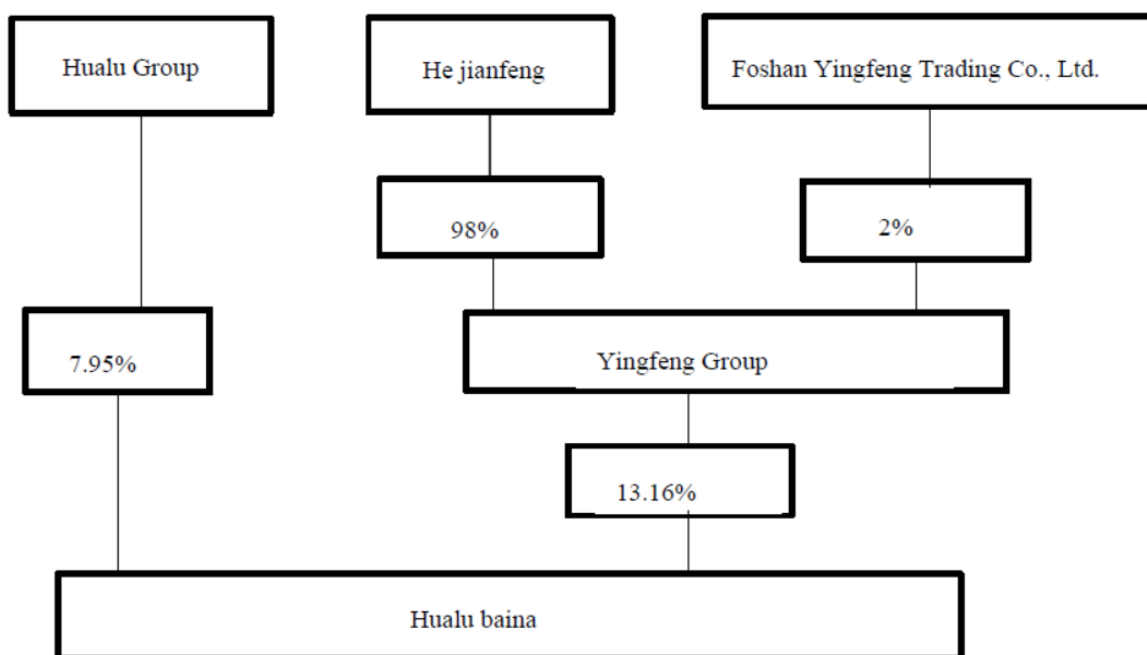 Hualu Group
He jianfeng
Foshan Yingfeng Trading Co., Ltd.
98%
2%
7.95%
Yingfeng Group
13.16%
Hualu baina